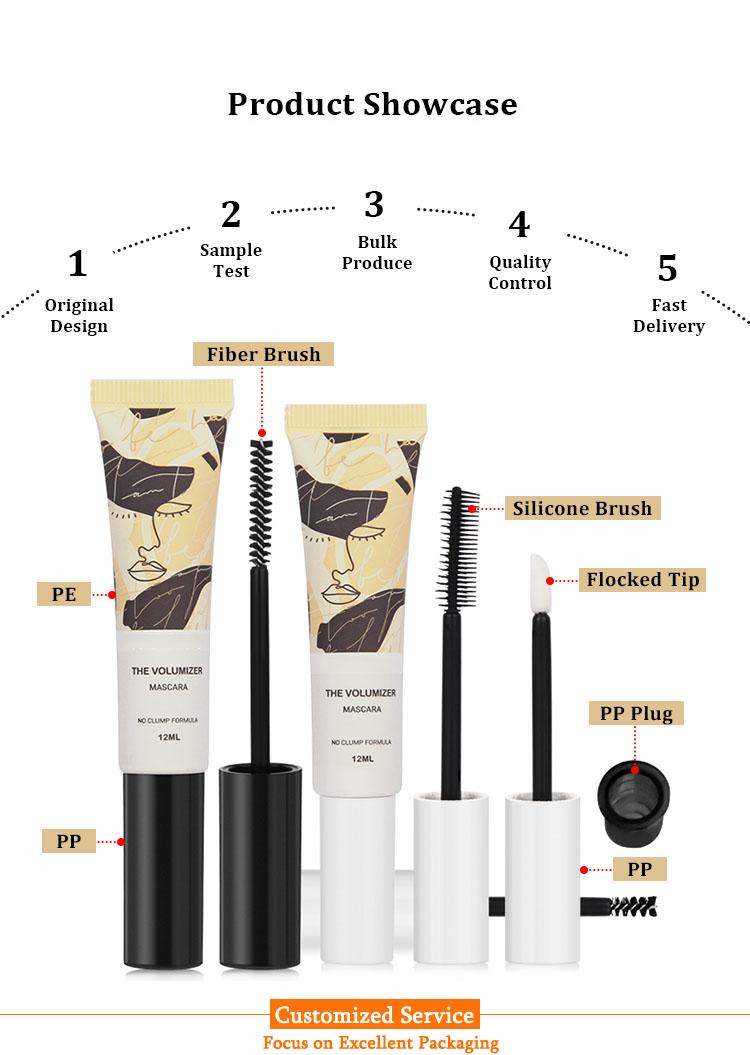 Product Showcase
1
Original
Design
2
Sample
Test
3
Bulk
Produce
4
Quality
Control
5
Fast
Delivery
Fiber Brush
Silicone Brush
Flocked Tip
PE
THE VOLUMIZER
MASCARA
NO CLUMP FORMULA
12ML
THE VOLUMIZER
MASCARA
NO CLUMP FORMULA
12ML
PP Plug
PP
PP
Customized Service
Focus on Excellent Packaging